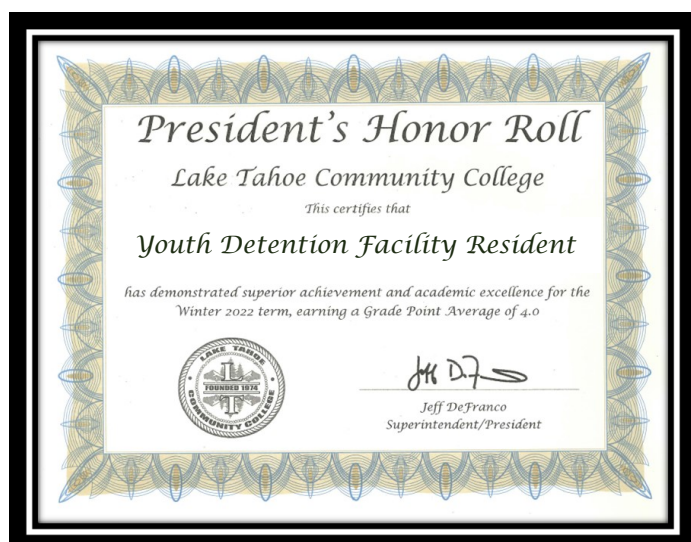 President's Honor Roll
Lake Tahoe Community College
This certifies that
Youth Detention Facility Resident
has demonstrated superior achievement and academic excellence for the
Winter 2022 term, earning a Grade Point Average of 4.0
LAKE TAHOE
L
FOUNDED 1974
T
COMMUNITY COLLEGE
Jeff DeFranco
Superintendent/President